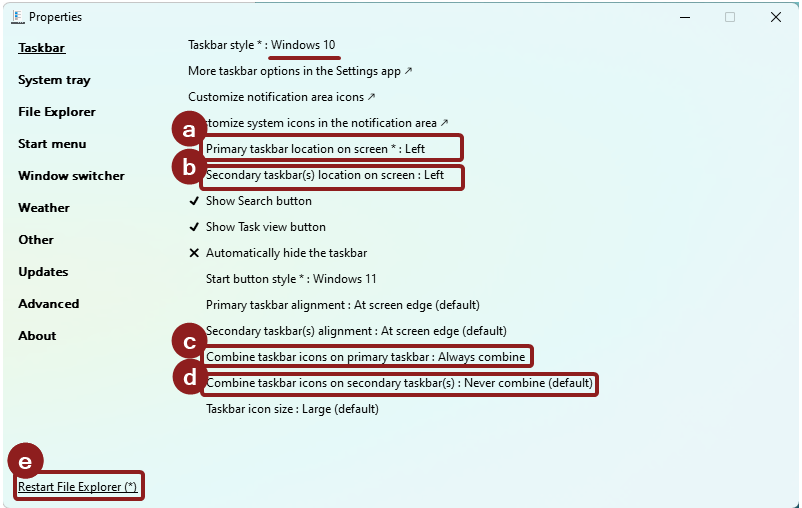 Properties
Taskbar
System tray
File Explorer
Start menu
Window switcher
Weather
Other
Updates
Advanced
About
Taskbar style * : Windows 10
More taskbar options in the Settings app ↗
Customize notification area icons ↗
tomize system icons in the notification area ↗
a
Primary taskbar location on screen * : Left
b
Secondary taskbar(s) location on screen : Left
Show Search button
Show Task view button
Automatically hide the taskbar
Start button style * : Windows 11
Primary taskbar alignment : At screen edge (default)
Secondary taskbar(s) alignment : At screen edge (default)
c
Combine taskbar icons on primary taskbar : Always combine
d
Combine taskbar icons on secondary taskbar(s) : Never combine (default)
Taskbar icon size : Large (default)
e
Restart File Explorer (*)